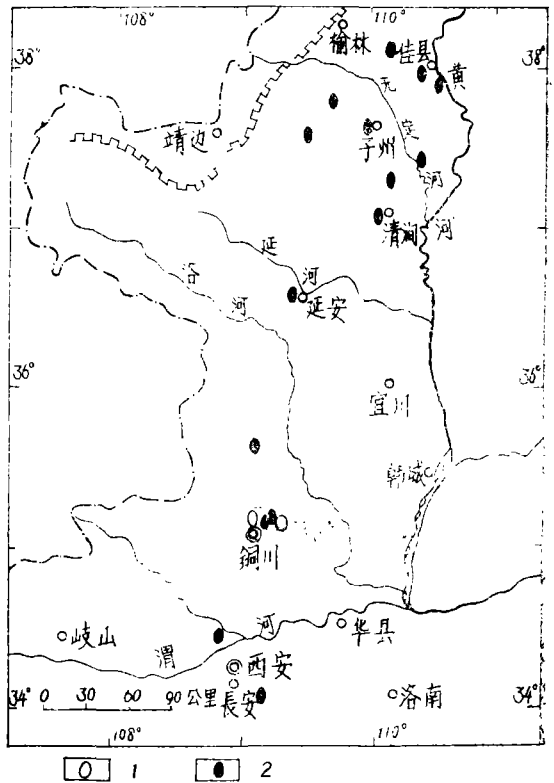 108° 110°
榆林
38° 佳县 38°
黄
无
定
靖边
子州
河
清涧 河
延
洛 河
河
延安
36° 36°
宜川
韩城
铜川
河 华县
岐山
渭
西安
34° 0 30 60 90 公里 長安 洛南 34°
108° 110°
1 2